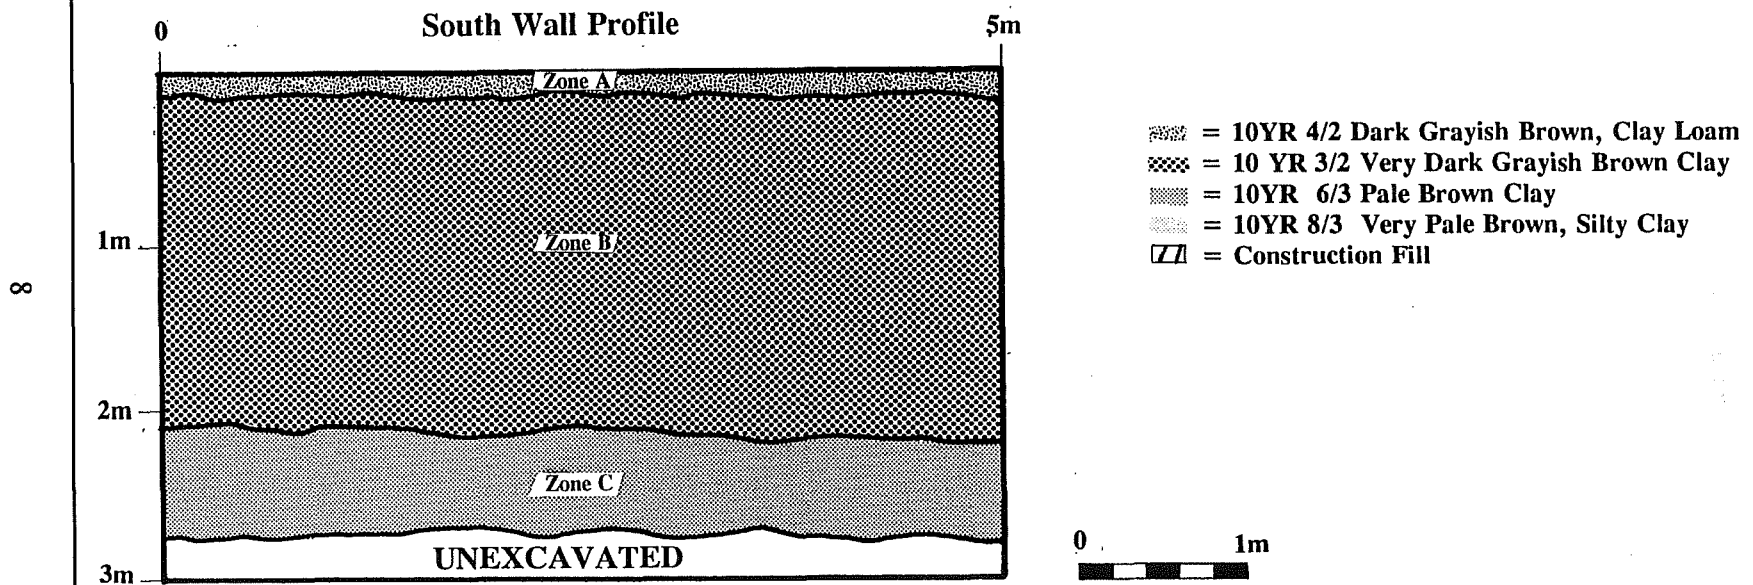 South Wall Profile
0 5m
Zone A
1m
Zone B
2m
Zone C
UNEXCAVATED
3m
= 10YR 4/2 Dark Grayish Brown, Clay Loam
= 10 YR 3/2 Very Dark Grayish Brown Clay
= 10YR 6/3 Pale Brown Clay
= 10YR 8/3 Very Pale Brown, Silty Clay
= Construction Fill
0 1m
8